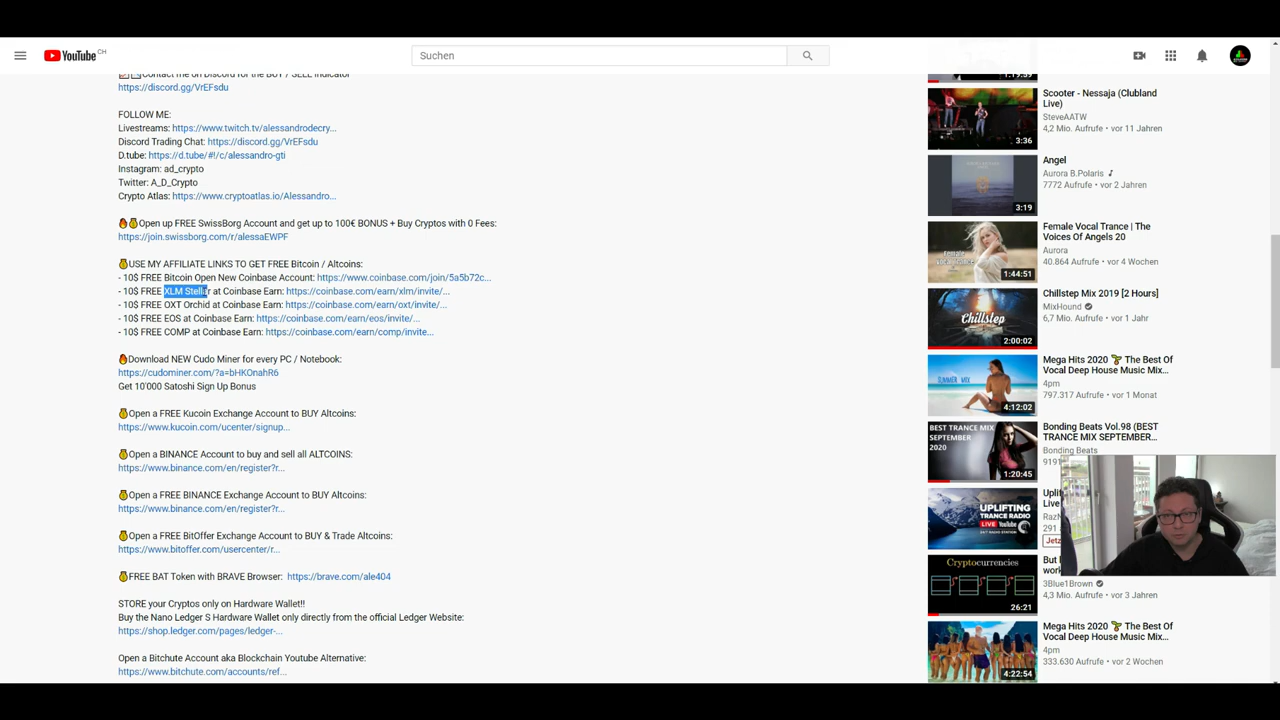 YouTube CH
Suchen
Contact me on Discord for the BUY / SELL Indicator
https://discord.gg/VrEFsdu
FOLLOW ME:
Livestreams: https://www.twitch.tv/alessandrodecry...
Discord Trading Chat: https://discord.gg/VrEFsdu
D.tube: https://d.tube/#!/c/alessandro-gti
Instagram: ad_crypto
Twitter: A_D_Crypto
Crypto Atlas: https://www.cryptoatlas.io/Alessandro...
🔥💰Open up FREE SwissBorg Account and get up to 100€ BONUS + Buy Cryptos with 0 Fees:
https://join.swissborg.com/r/alessaEWPF
💰USE MY AFFILIATE LINKS TO GET FREE Bitcoin / Altcoins:
- 10$ FREE Bitcoin Open New Coinbase Account: https://www.coinbase.com/join/5a5b72c...
- 10$ FREE XLM Stellar at Coinbase Earn: https://coinbase.com/earn/xlm/invite/...
- 10$ FREE OXT Orchid at Coinbase Earn: https://coinbase.com/earn/oxt/invite/...
- 10$ FREE EOS at Coinbase Earn: https://coinbase.com/earn/eos/invite/...
- 10$ FREE COMP at Coinbase Earn: https://coinbase.com/earn/comp/invite...
🔥Download NEW Cudo Miner for every PC / Notebook:
https://cudominer.com/?a=bHKOnahR6
Get 10'000 Satoshi Sign Up Bonus
💰Open a FREE Kucoin Exchange Account to BUY Altcoins:
https://www.kucoin.com/ucenter/signup...
💰Open a BINANCE Account to buy and sell all ALTCOINS:
https://www.binance.com/en/register?r...
💰Open a FREE BINANCE Exchange Account to BUY Altcoins:
https://www.binance.com/en/register?r...
💰Open a FREE BitOffer Exchange Account to BUY & Trade Altcoins:
https://www.bitoffer.com/usercenter/r...
💰FREE BAT Token with BRAVE Browser: https://brave.com/ale404
STORE your Cryptos only on Hardware Wallet!!
Buy the Nano Ledger S Hardware Wallet only directly from the official Ledger Website:
https://shop.ledger.com/pages/ledger-...
Open a Bitchute Account aka Blockchain Youtube Alternative:
https://www.bitchute.com/accounts/ref...
1:19:59
Scooter - Nessaja (Clubland
Live)
SteveAATW
4,2 Mio. Aufrufe • vor 11 Jahren
3:36
Angel
Aurora B.Polaris ♪
7772 Aufrufe • vor 2 Jahren
3:19
Female Vocal Trance | The
Voices Of Angels 20
Aurora
40.864 Aufrufe • vor 4 Wochen
Female
Vocal Trance
1:44:51
Chillstep Mix 2019 [2 Hours]
MixHound
6,7 Mio. Aufrufe • vor 1 Jahr
Chillstep
2:00:02
Mega Hits 2020 🌴 The Best Of
Vocal Deep House Music Mix...
4pm
797.317 Aufrufe • vor 1 Monat
SUMMER MIX
4:12:02
Bonding Beats Vol.98 (BEST
TRANCE MIX SEPTEMBER...
Bonding Beats
9191
BEST TRANCE MIX
SEPTEMBER
2020
1:20:45
Uplif
Live
RazN
291
Jetz
UPLIFTING
TRANCE RADIO
LIVE YouTube
But
work
3Blue1Brown
4,3 Mio. Aufrufe • vor 3 Jahren
Cryptocurrencies
26:21
Mega Hits 2020 🌴 The Best Of
Vocal Deep House Music Mix...
4pm
333.630 Aufrufe • vor 2 Wochen
4:22:54